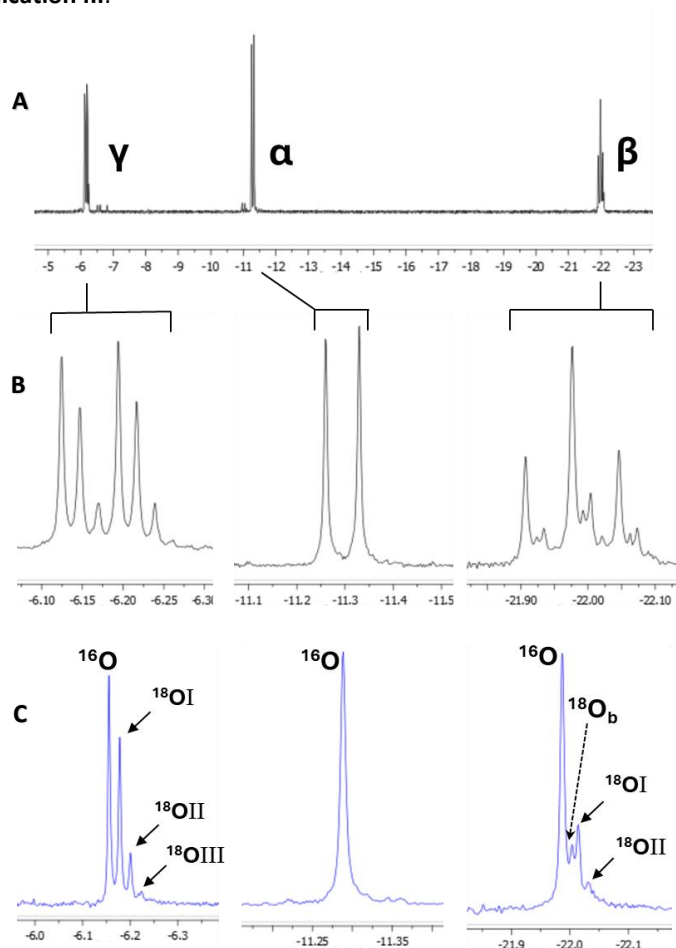 ication III.
A
γ α β
-5 -6 -7 -8 -9 -10 -11 -12 -13 -14 -15 -16 -17 -18 -19 -20 -21 -22 -23
B
-6.10 -6.15 -6.20 -6.30 -11.1 -11.2 -11.3 -11.4 -11.5 -21.90 -22.00 -22.10
¹⁶O ¹⁶O ¹⁶O
C
¹⁸OI
¹⁸OII
¹⁸OIII
¹⁸Ob
¹⁸OI
¹⁸OII
-6.0 -6.1 -6.2 -6.3 -11.25 -11.35 -21.9 -22.0 -22.1